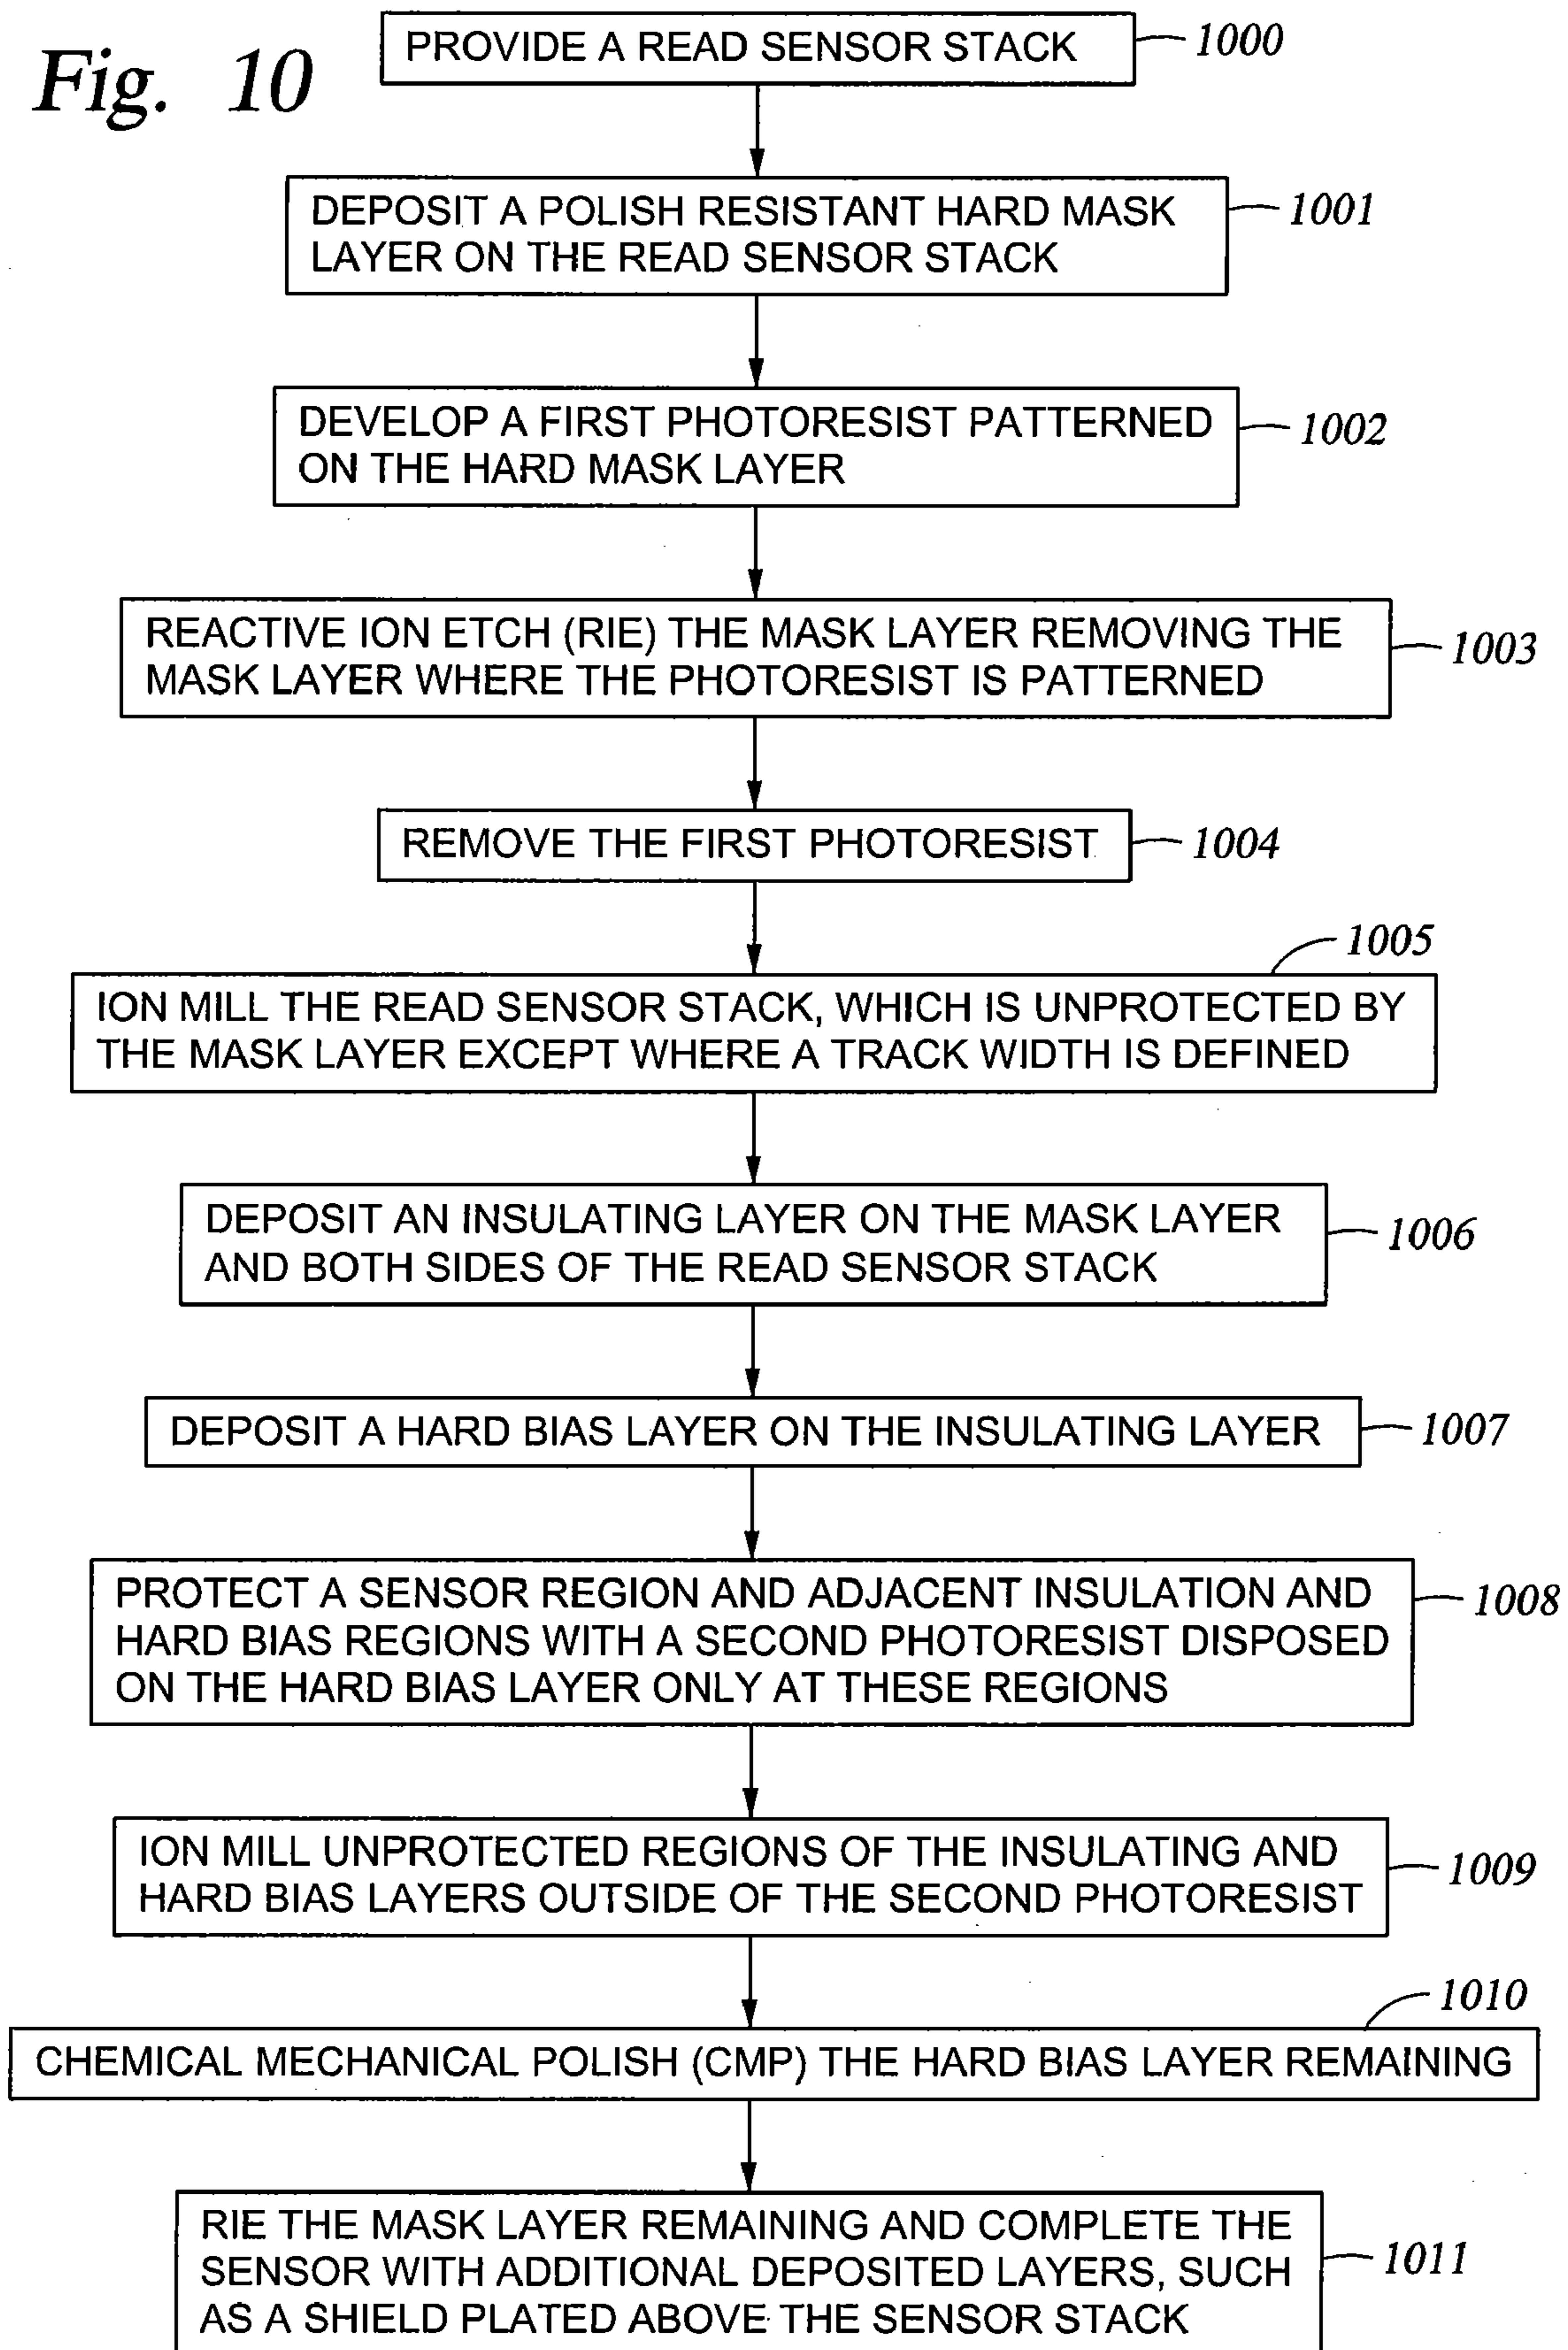 Fig. 10
PROVIDE A READ SENSOR STACK
1000
DEPOSIT A POLISH RESISTANT HARD MASK
LAYER ON THE READ SENSOR STACK
1001
DEVELOP A FIRST PHOTORESIST PATTERNED
ON THE HARD MASK LAYER
1002
REACTIVE ION ETCH (RIE) THE MASK LAYER REMOVING THE
MASK LAYER WHERE THE PHOTORESIST IS PATTERNED
1003
REMOVE THE FIRST PHOTORESIST
1004
1005
ION MILL THE READ SENSOR STACK, WHICH IS UNPROTECTED BY
THE MASK LAYER EXCEPT WHERE A TRACK WIDTH IS DEFINED
DEPOSIT AN INSULATING LAYER ON THE MASK LAYER
AND BOTH SIDES OF THE READ SENSOR STACK
1006
DEPOSIT A HARD BIAS LAYER ON THE INSULATING LAYER
1007
PROTECT A SENSOR REGION AND ADJACENT INSULATION AND
HARD BIAS REGIONS WITH A SECOND PHOTORESIST DISPOSED
ON THE HARD BIAS LAYER ONLY AT THESE REGIONS
1008
ION MILL UNPROTECTED REGIONS OF THE INSULATING AND
HARD BIAS LAYERS OUTSIDE OF THE SECOND PHOTORESIST
1009
1010
CHEMICAL MECHANICAL POLISH (CMP) THE HARD BIAS LAYER REMAINING
RIE THE MASK LAYER REMAINING AND COMPLETE THE
SENSOR WITH ADDITIONAL DEPOSITED LAYERS, SUCH
AS A SHIELD PLATED ABOVE THE SENSOR STACK
1011